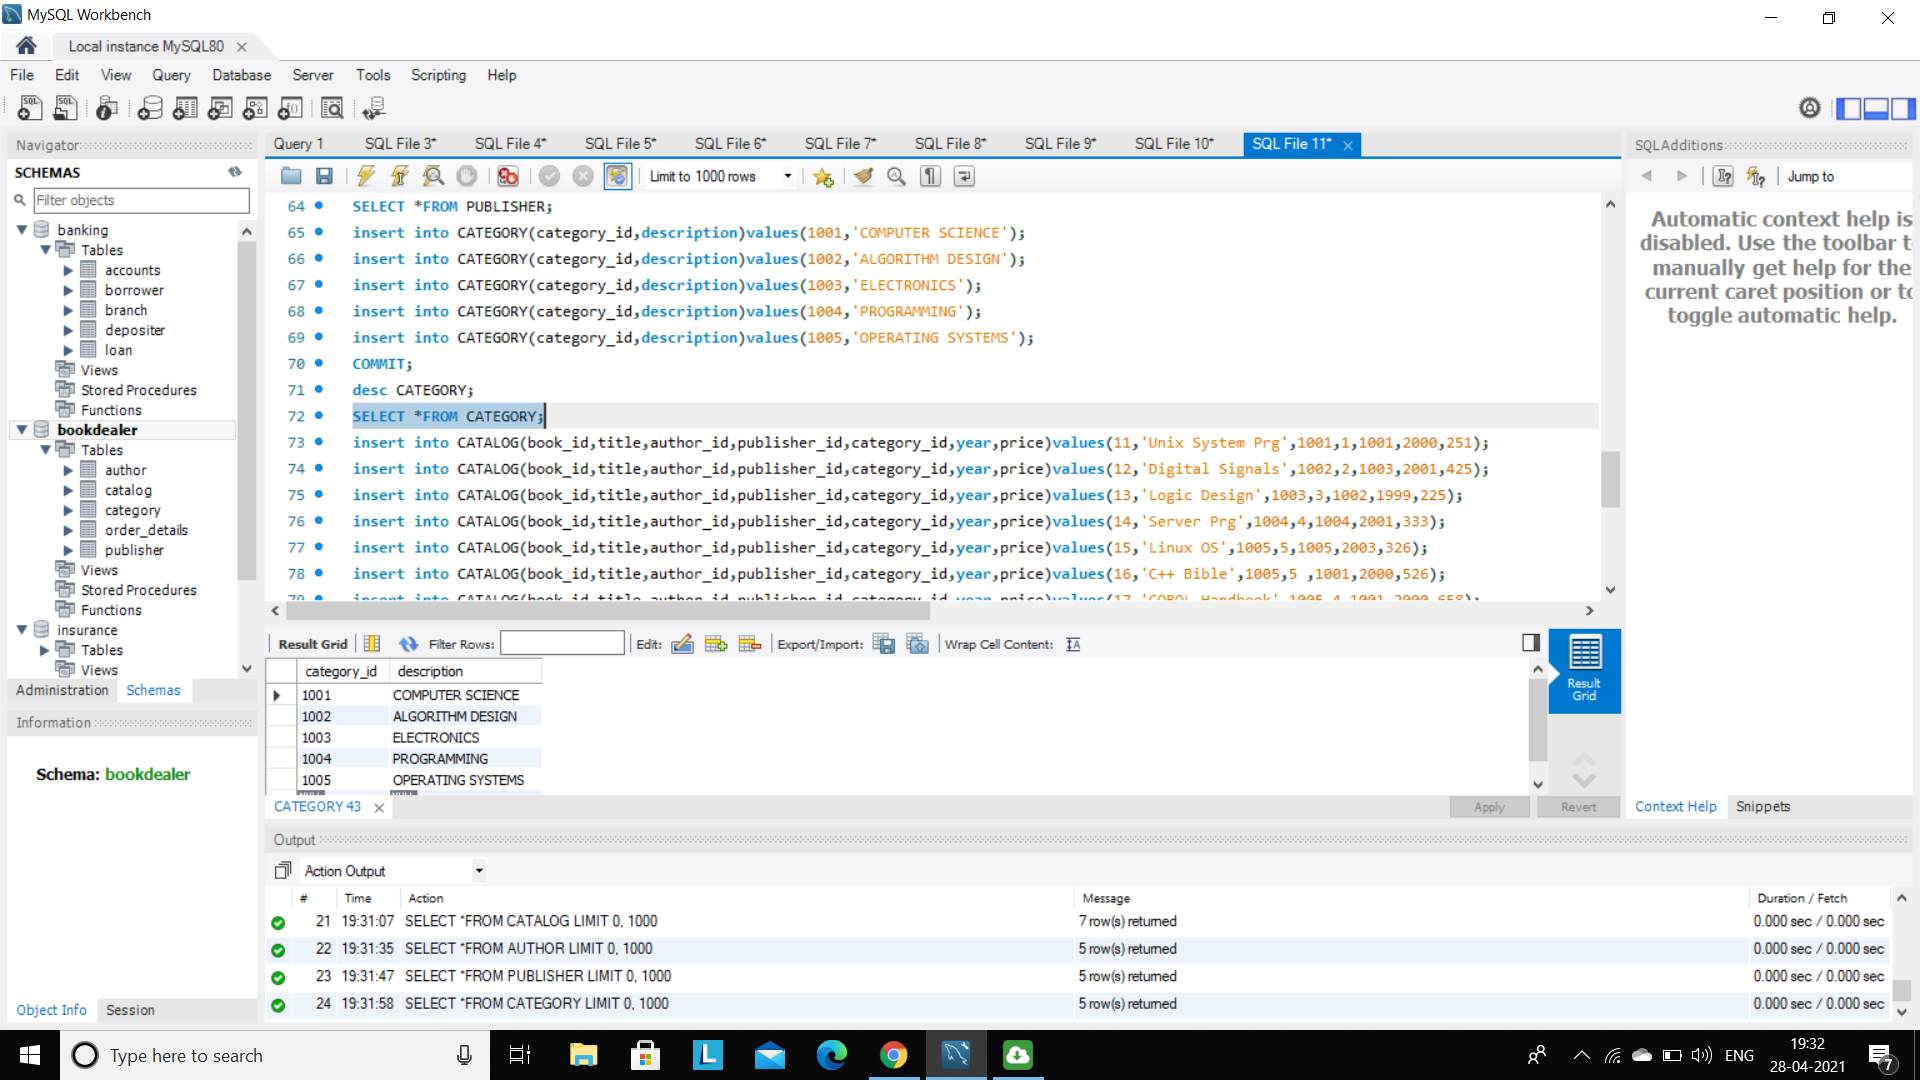 MySQL Workbench
Local instance MySQL80
File Edit View Query Database Server Tools Scripting Help
Navigator
SCHEMAS
Filter objects
banking
Tables
accounts
borrower
branch
depositer
loan
Views
Stored Procedures
Functions
bookdealer
Tables
author
catalog
category
order_details
publisher
Views
Stored Procedures
Functions
insurance
Tables
Views
Administration Schemas
Information
Schema: bookdealer
Object Info Session
Query 1 SQL File 3* SQL File 4* SQL File 5* SQL File 6* SQL File 7* SQL File 8* SQL File 9* SQL File 10* SQL File 11*
Limit to 1000 rows
64 SELECT *FROM PUBLISHER;
65 insert into CATEGORY(category_id,description)values(1001,'COMPUTER SCIENCE');
66 insert into CATEGORY(category_id,description)values(1002,'ALGORITHM DESIGN');
67 insert into CATEGORY(category_id,description)values(1003,'ELECTRONICS');
68 insert into CATEGORY(category_id,description)values(1004,'PROGRAMMING');
69 insert into CATEGORY(category_id,description)values(1005,'OPERATING SYSTEMS');
70 COMMIT;
71 desc CATEGORY;
72 SELECT *FROM CATEGORY;
73 insert into CATALOG(book_id,title,author_id,publisher_id,category_id,year,price)values(11,'Unix System Prg',1001,1,1001,2000,251);
74 insert into CATALOG(book_id,title,author_id,publisher_id,category_id,year,price)values(12,'Digital Signals',1002,2,1003,2001,425);
75 insert into CATALOG(book_id,title,author_id,publisher_id,category_id,year,price)values(13,'Logic Design',1003,3,1002,1999,225);
76 insert into CATALOG(book_id,title,author_id,publisher_id,category_id,year,price)values(14,'Server Prg',1004,4,1004,2001,333);
77 insert into CATALOG(book_id,title,author_id,publisher_id,category_id,year,price)values(15,'Linux OS',1005,5,1005,2003,326);
78 insert into CATALOG(book_id,title,author_id,publisher_id,category_id,year,price)values(16,'C++ Bible',1005,5 ,1001,2000,526);
79 insert into CATALOG(book_id,title,author_id,publisher_id,category_id,year,price)values(17,'COBOL Handbook',1005,4,1001,2000,658);
Result Grid Filter Rows: Edit: Export/Import: Wrap Cell Content:
category_id description
1001 COMPUTER SCIENCE
1002 ALGORITHM DESIGN
1003 ELECTRONICS
1004 PROGRAMMING
1005 OPERATING SYSTEMS
NULL NULL
Result
Grid
CATEGORY 43
Apply Revert
SQLAdditions
Jump to
Automatic context help is
disabled. Use the toolbar t
manually get help for the
current caret position or to
toggle automatic help.
Context Help Snippets
Output
Action Output
# Time Action Message Duration / Fetch
21 19:31:07 SELECT *FROM CATALOG LIMIT 0, 1000 7 row(s) returned 0.000 sec / 0.000 sec
22 19:31:35 SELECT *FROM AUTHOR LIMIT 0, 1000 5 row(s) returned 0.000 sec / 0.000 sec
23 19:31:47 SELECT *FROM PUBLISHER LIMIT 0, 1000 5 row(s) returned 0.000 sec / 0.000 sec
24 19:31:58 SELECT *FROM CATEGORY LIMIT 0, 1000 5 row(s) returned 0.000 sec / 0.000 sec
Type here to search
ENG
19:32
28-04-2021
7